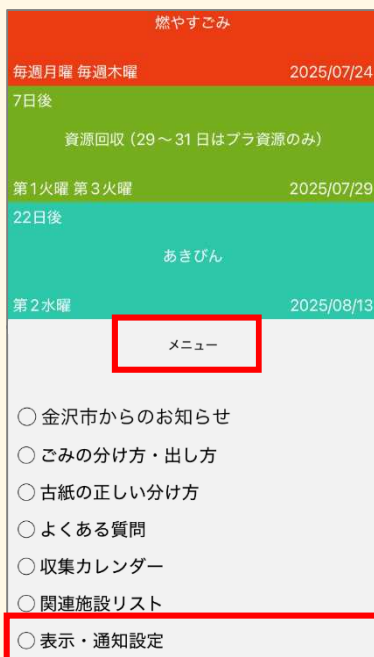 燃やすごみ
毎週月曜 毎週木曜 2025/07/24
7日後
資源回収（29～31日はプラ資源のみ）
第1火曜 第3火曜 2025/07/29
22日後
あきびん
第2水曜 2025/08/13
メニュー
○ 金沢市からのお知らせ
○ ごみの分け方・出し方
○ 古紙の正しい分け方
○ よくある質問
○ 収集カレンダー
○ 関連施設リスト
○ 表示・通知設定